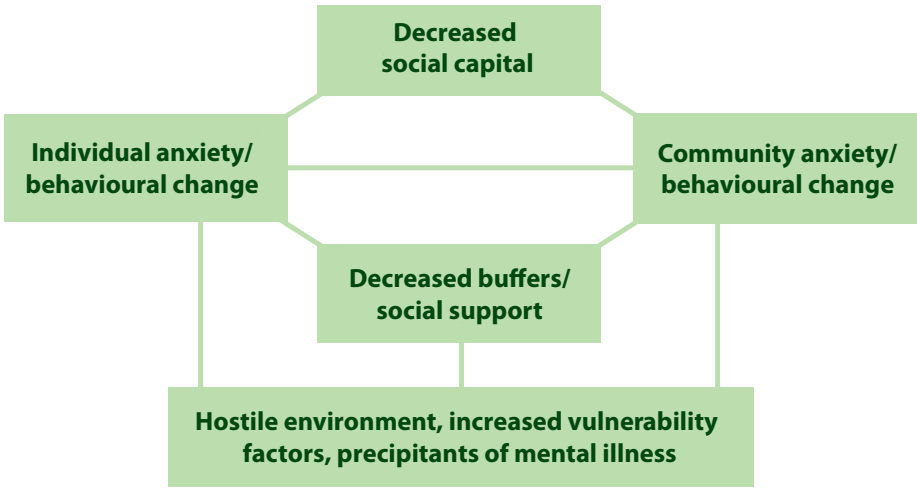 Decreased
social capital
Individual anxiety/
behavioural change
Community anxiety/
behavioural change
Decreased buffers/
social support
Hostile environment, increased vulnerability
factors, precipitants of mental illness